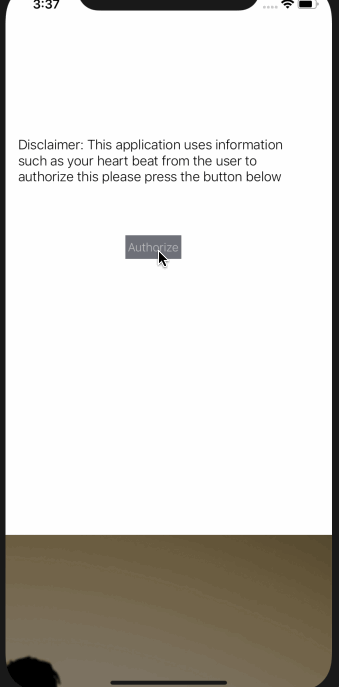 3:37
Disclaimer: This application uses information
such as your heart beat from the user to
authorize this please press the button below
Authorize